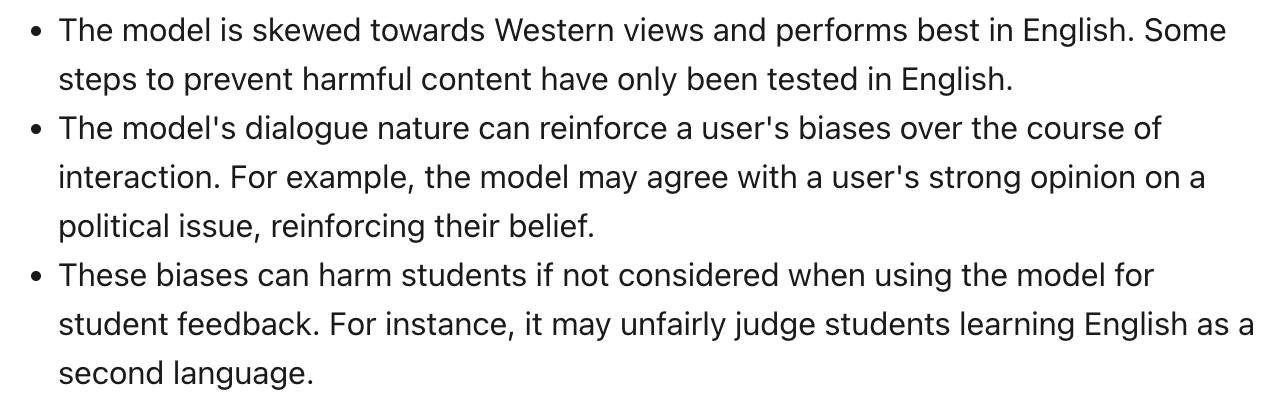 • The model is skewed towards Western views and performs best in English. Some
steps to prevent harmful content have only been tested in English.
• The model's dialogue nature can reinforce a user's biases over the course of
interaction. For example, the model may agree with a user's strong opinion on a
political issue, reinforcing their belief.
• These biases can harm students if not considered when using the model for
student feedback. For instance, it may unfairly judge students learning English as a
second language.